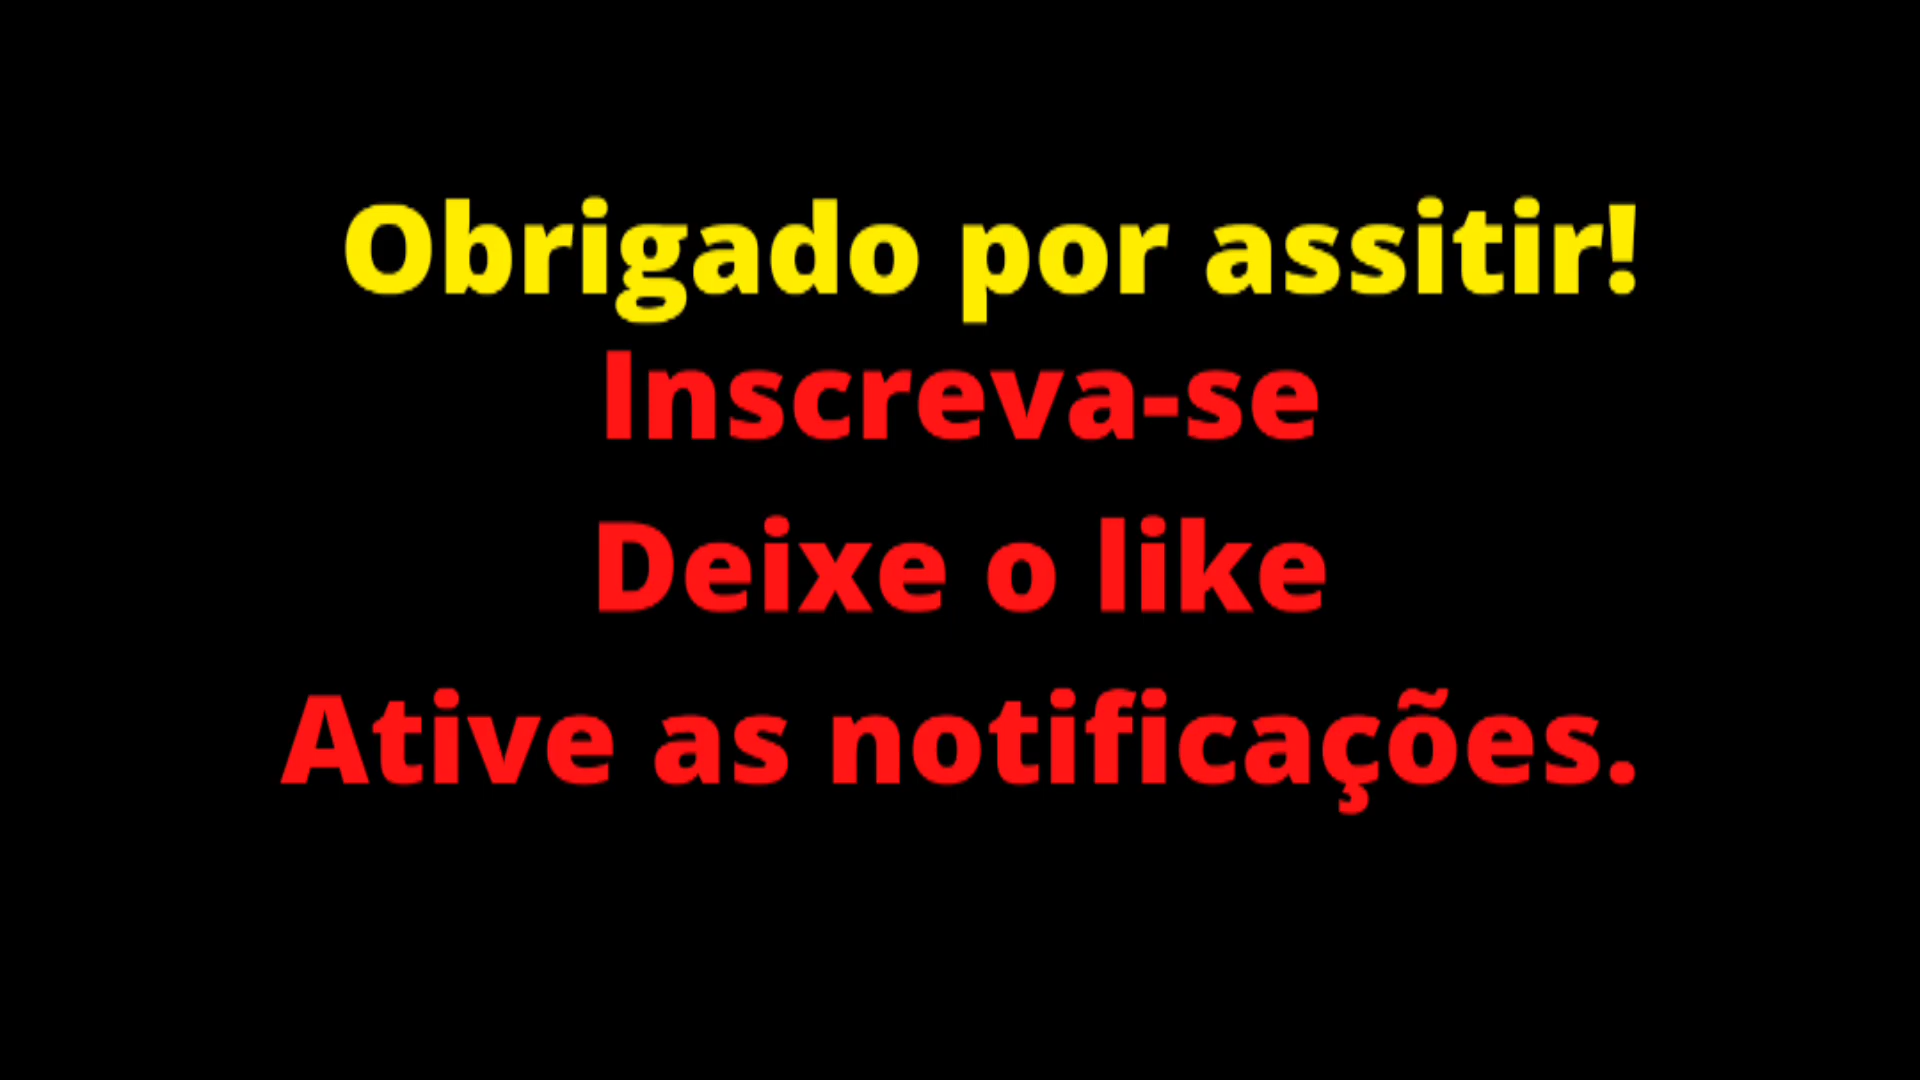 Obrigado por assitir!
Inscreva-se
Deixe o like
Ative as notificações.